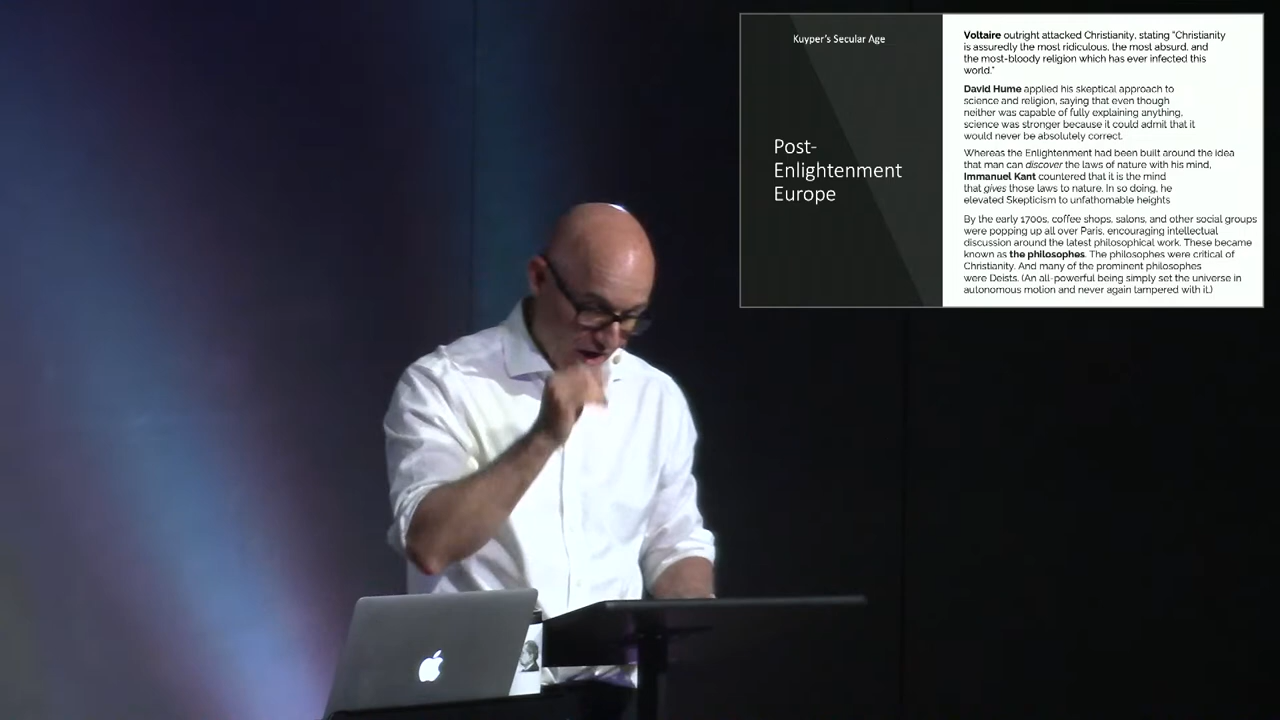 Kuyper's Secular Age
Post-
Enlightenment
Europe
Voltaire outright attacked Christianity, stating "Christianity
is assuredly the most ridiculous, the most absurd, and
the most-bloody religion which has ever infected this
world."
David Hume applied his skeptical approach to
science and religion, saying that even though
neither was capable of fully explaining anything,
science was stronger because it could admit that it
would never be absolutely correct.
Whereas the Enlightenment had been built around the idea
that man can discover the laws of nature with his mind,
Immanuel Kant countered that it is the mind
that gives those laws to nature. In so doing, he
elevated Skepticism to unfathomable heights
By the early 1700s, coffee shops, salons, and other social groups
were popping up all over Paris, encouraging intellectual
discussion around the latest philosophical work. These became
known as the philosophes. The philosophes were critical of
Christianity. And many of the prominent philosophes
were Deists. (An all-powerful being simply set the universe in
autonomous motion and never again tampered with it.)